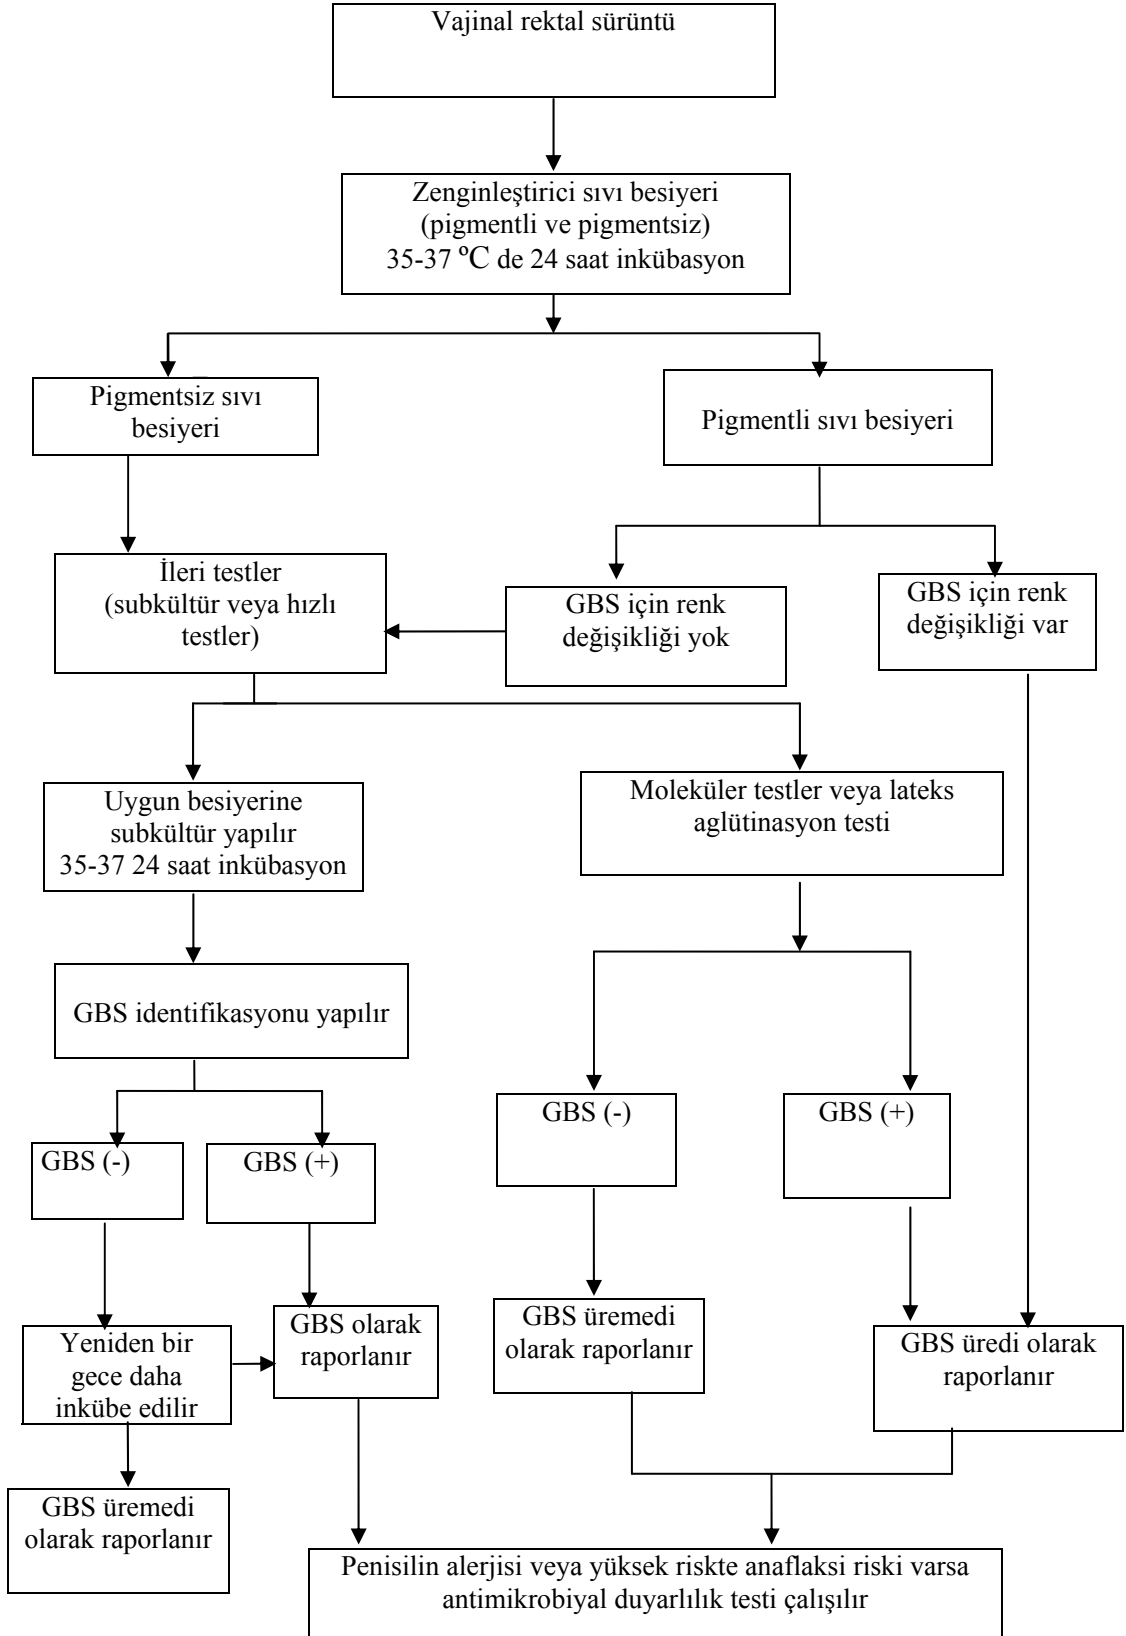 Vajinal rektal sürüntü
Zenginleştirici sıvı besiyeri
(pigmentli ve pigmentsiz)
35-37 ºC de 24 saat inkübasyon
Pigmentsiz sıvı
besiyeri
Pigmentli sıvı besiyeri
İleri testler
(subkültür veya hızlı
testler)
GBS için renk
değişikliği yok
GBS için renk
değişikliği var
Uygun besiyerine
subkültür yapılır
35-37 24 saat inkübasyon
Moleküler testler veya lateks
aglütinasyon testi
GBS identifikasyonu yapılır
GBS (-)
GBS (+)
GBS (-)
GBS (+)
Yeniden bir
gece daha
inkübe edilir
GBS olarak
raporlanır
GBS üremedi
olarak raporlanır
GBS üredi olarak
raporlanır
GBS üremedi
olarak raporlanır
Penisilin alerjisi veya yüksek riskte anaflaksi riski varsa
antimikrobiyal duyarlılık testi çalışılır